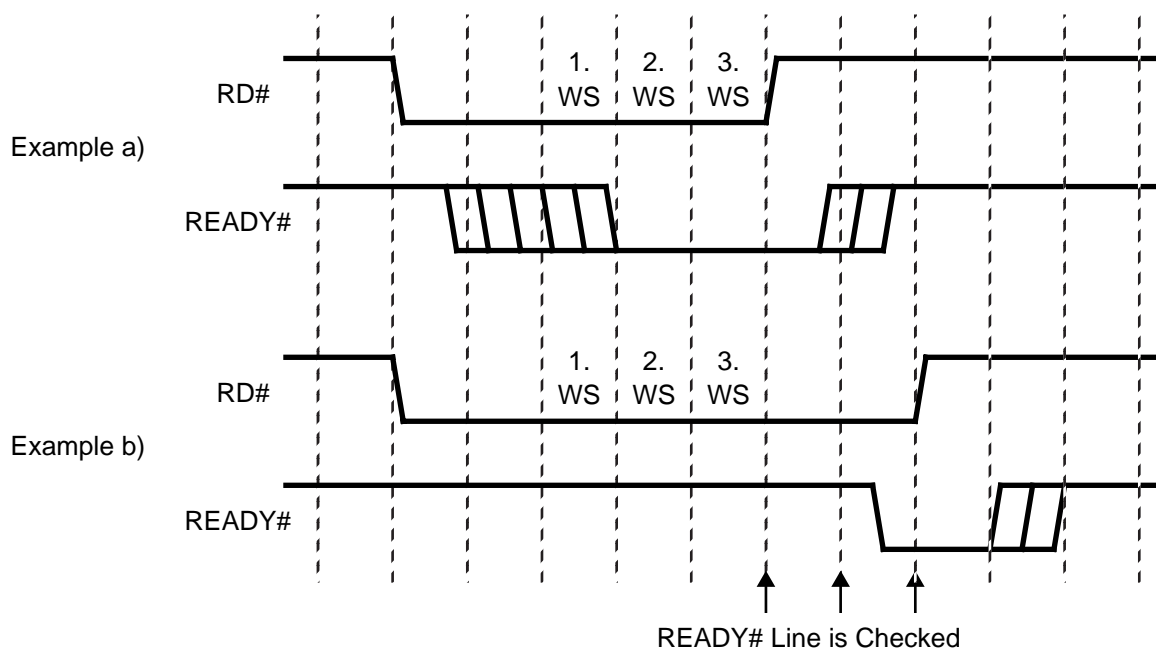 1. 2. 3.
RD# WS WS WS
Example a)
READY#
1. 2. 3.
RD# WS WS WS
Example b)
READY#
READY# Line is Checked